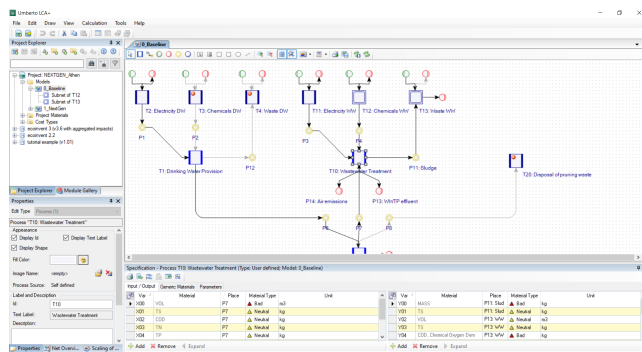 Umberto LCA+
File Edit Draw View Calculation Tools Help
Project Explorer
Project: NEXTGEN_Athen
Models
0_Baseline
Subnet of T12
Subnet of T13
1_NextGen
Project Materials
Cost Types
ecoinvent 3 (v3.6 with aggregated impacts)
ecoinvent 2.2
tutorial example (v1.01)
Project Explorer Module Gallery
Properties
Edit Type Process (1)
Process "T10: Wastewater Treatment"
Appearance
Display Id Display Text Label
Display Shape
Fill Color:
Image Name: <empty>
Process Source: Self defined
Label and Description
Id: T10
Text Label: Wastewater Treatment
Description:
Properties Net Overvi... Scaling of ...
0_Baseline
T2: Electricity DW T3: Chemicals DW T4: Waste DW T11: Electricity WW T12: Chemicals WW T13: Waste WW
P1 P2 P3 P4
T1: Drinking Water Provision P12 T10: Wastewater Treatment P11: Sludge
T20: Disposal of pruning waste
P14: Air emissions P13: WWTP effluent
P6 P7 P8
Specification - Process T10: Wastewater Treatment (Type: User defined; Model: 0_Baseline)
Input / Output Generic Materials Parameters
Var Material Place Material Type Unit
X00 VOL P7 Bad m3
X01 TS P7 Neutral kg
X02 COD P7 Neutral kg
X03 TN P7 Neutral kg
X04 TP P7 Neutral kg
Add Remove Expand
Var Material Place Material Type Unit
Y00 MASS P11: Slud Bad kg
Y01 TS P11: Slud Neutral kg
Y02 VOL P13: WW Bad m3
Y03 TS P13: WW Neutral kg
Y04 COD, Chemical Oxygen Dem P13: WW Neutral kg
Add Remove Expand